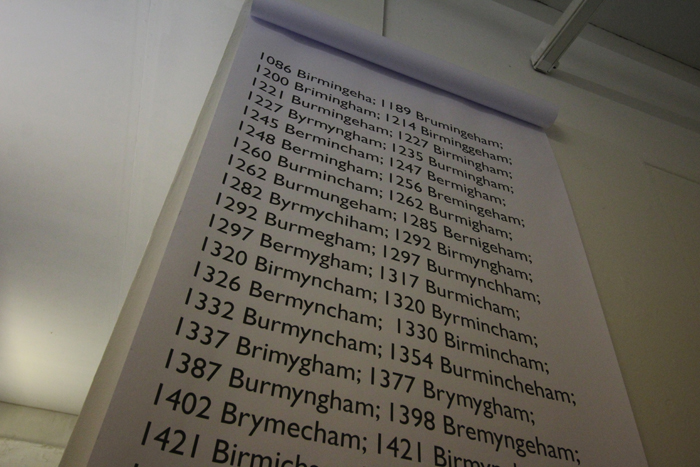 1086 Birmingeha; 1189 Brumingeham;
1200 Brimingham; 1214 Birminggeham;
1221 Burmingeham; 1227 Birmingham;
1227 Byrmyngham; 1235 Burmingham;
1245 Bermincham; 1247 Bermigham;
1248 Bermingham; 1256 Bremingeham;
1260 Burmincham; 1262 Burmigham;
1262 Burmungeham; 1285 Bernigeham;
1282 Byrmychiham; 1292 Birmyngham;
1292 Burmegham; 1297 Burmynchham;
1297 Bermygham; 1317 Burmicham;
1320 Birmyncham; 1320 Byrmincham;
1326 Bermyncham; 1330 Birmincham;
1332 Burmyncham; 1354 Burmincheham;
1337 Brimygham; 1377 Brymygham;
1387 Burmyngham; 1398 Bremyngeham;
1402 Brymecham; 1421
1421